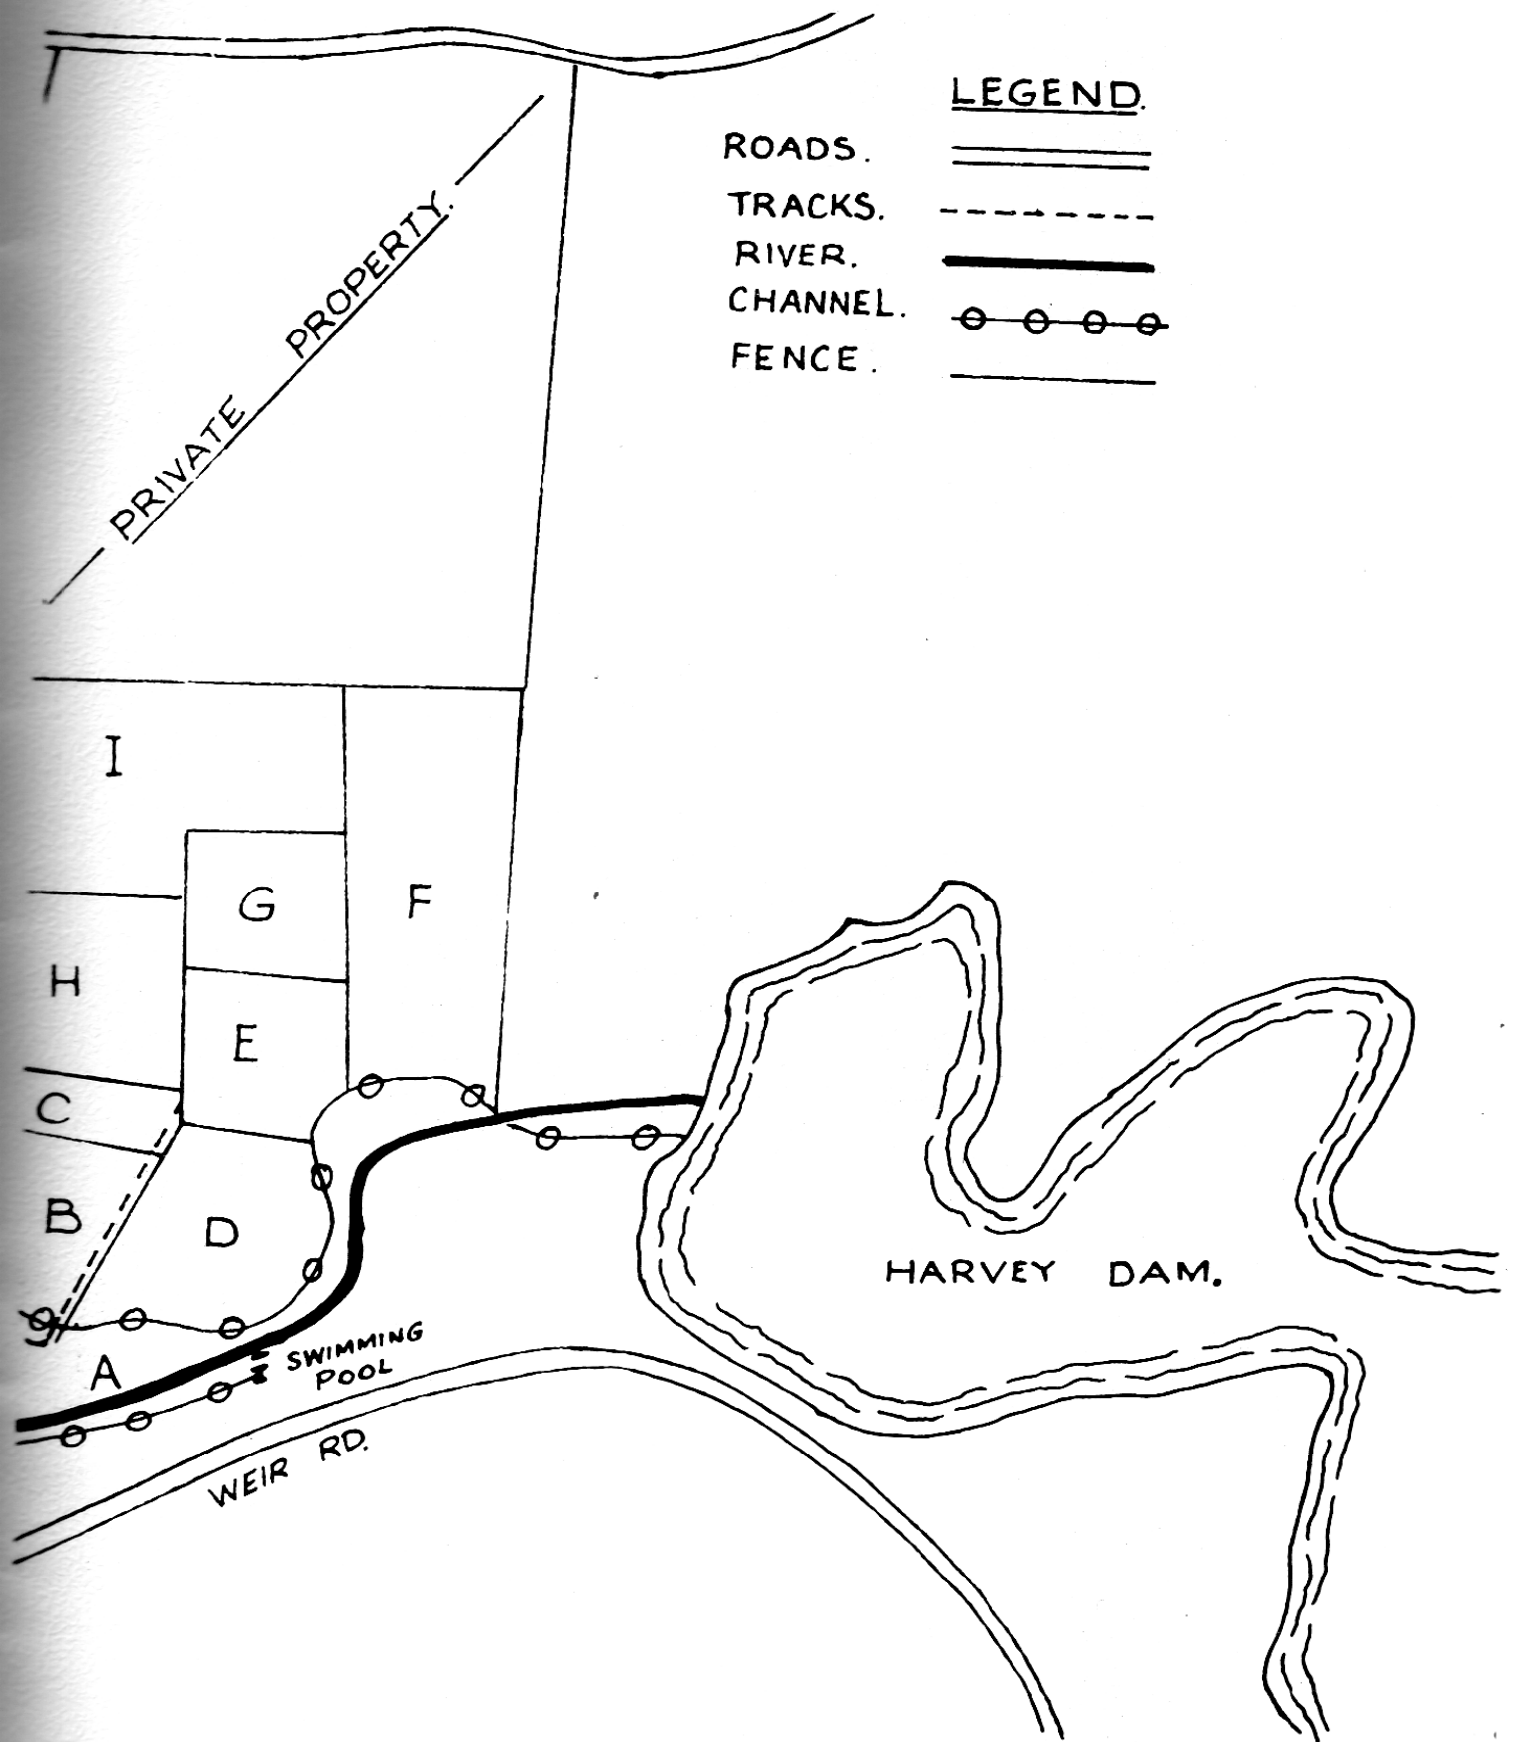 LEGEND.
ROADS.
TRACKS.
RIVER.
CHANNEL.
FENCE.
PRIVATE PROPERTY.
I
G
F
H
E
C
B
D
A
SWIMMING
POOL
WEIR RD.
HARVEY DAM.